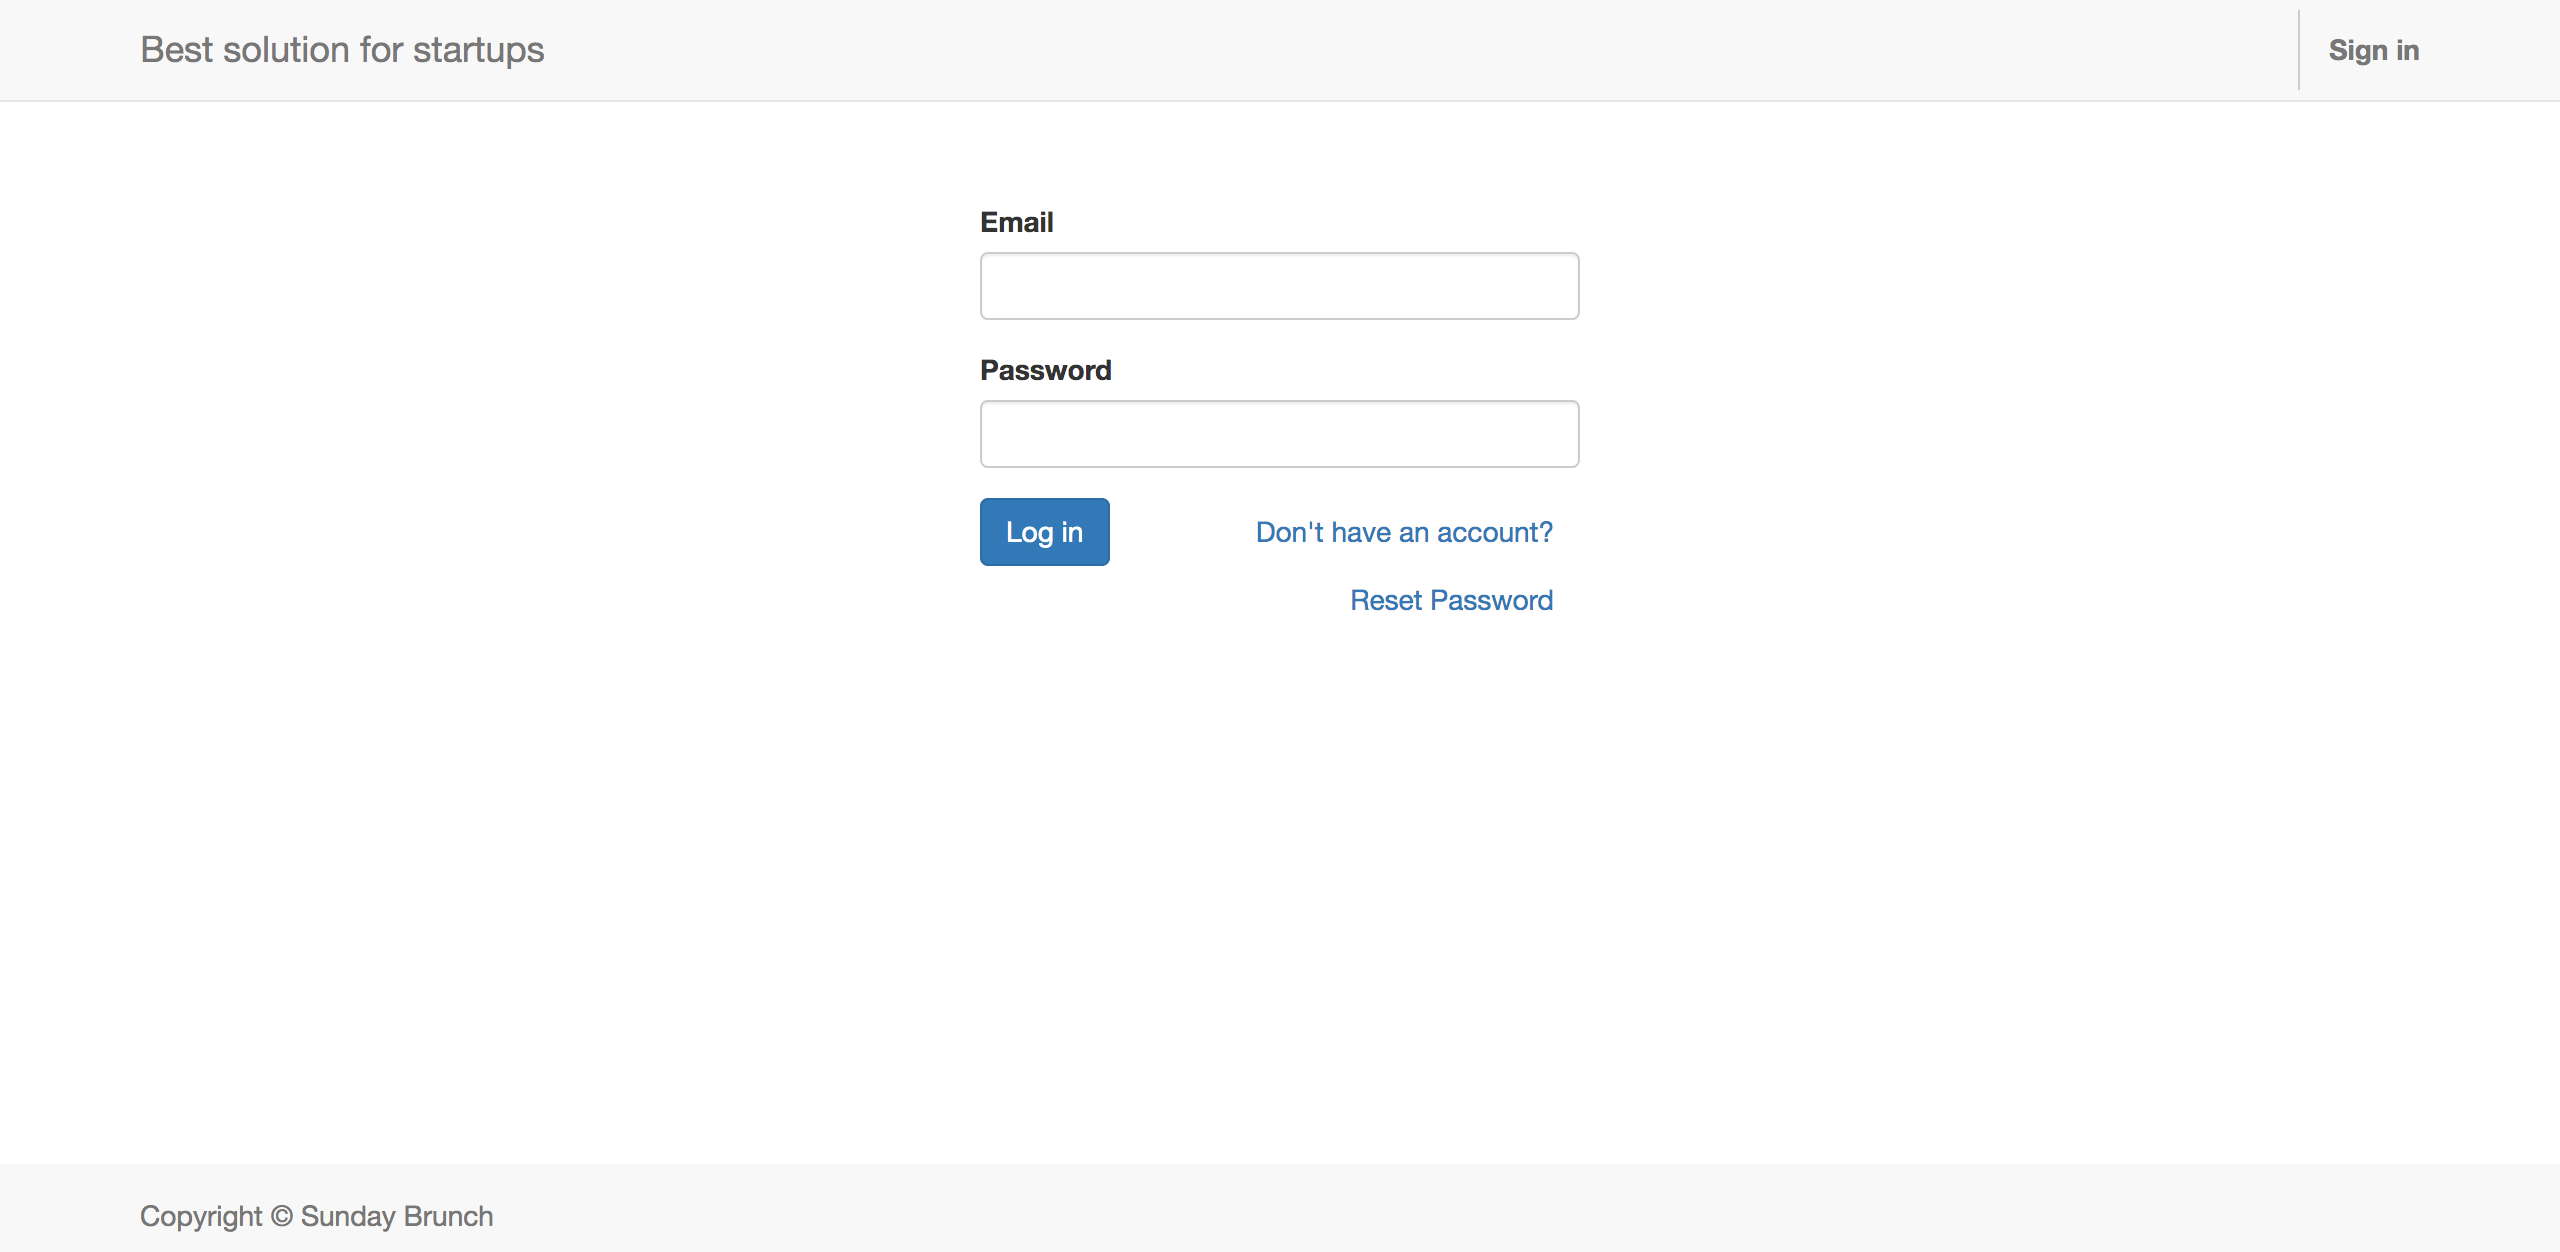 Best solution for startups
Sign in
Email
Password
Log in
Don't have an account?
Reset Password
Copyright © Sunday Brunch